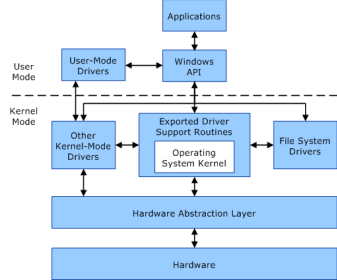 Applications
User
Mode
User-Mode
Drivers
Windows
API
Kernel
Mode
Other
Kernel-Mode
Drivers
Exported Driver
Support Routines
Operating
System Kernel
File System
Drivers
Hardware Abstraction Layer
Hardware